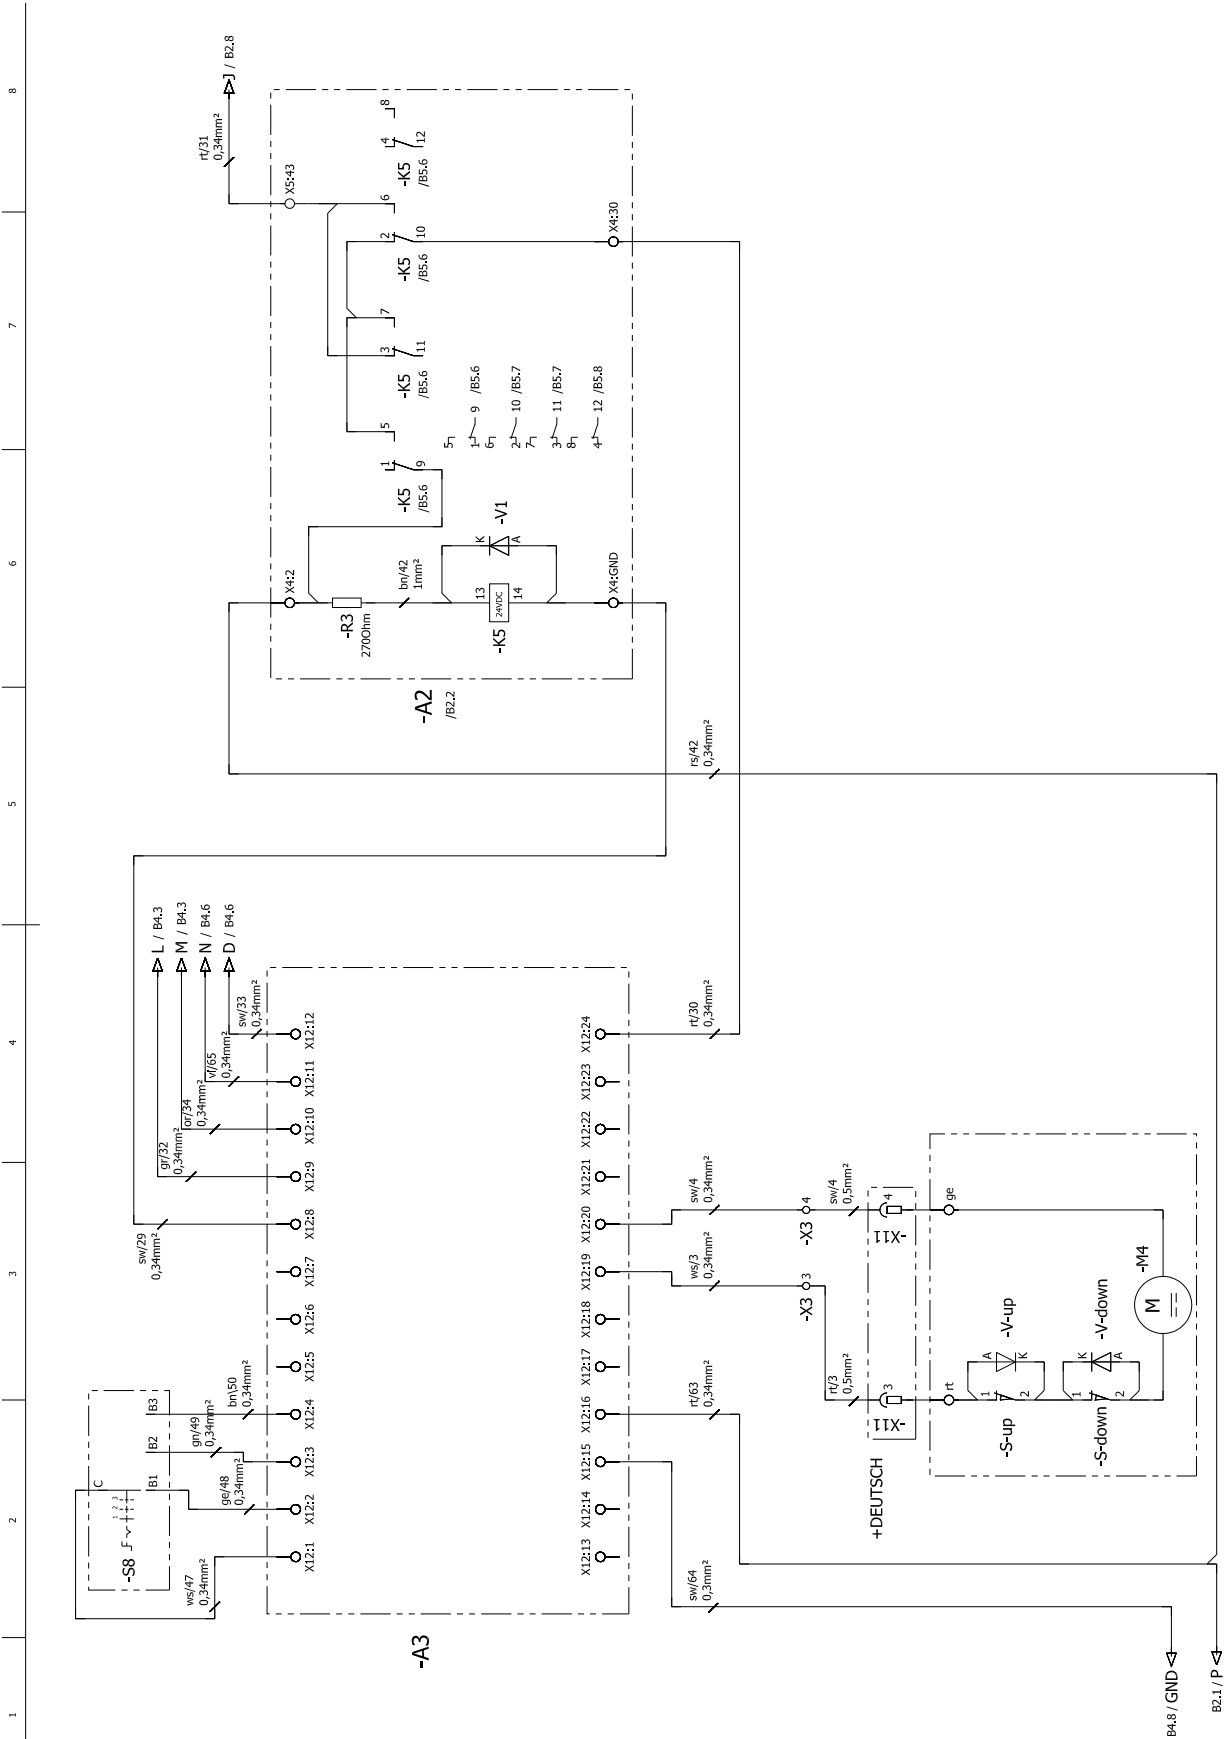 1
2
3
4
5
6
7
8
-S8
1 2 3
C
B1
B2
B3
ws/47
0,34mm²
ge/48
0,34mm²
gn/49
0,34mm²
bn\50
0,34mm²
sw/29
0,34mm²
gr/32
0,34mm²
or/34
0,34mm²
vi/65
0,34mm²
sw/33
0,34mm²
L / B4.3
M / B4.3
N / B4.6
D / B4.6
-A3
X12:1
X12:2
X12:3
X12:4
X12:5
X12:6
X12:7
X12:8
X12:9
X12:10
X12:11
X12:12
X12:13
X12:14
X12:15
X12:16
X12:17
X12:18
X12:19
X12:20
X12:21
X12:22
X12:23
X12:24
rt/31
0,34mm²
J / B2.8
-A2
/B2.2
X4:2
X5:43
-R3
270Ohm
bn/42
1mm²
-K5
13
24VDC
14
-V1
K
A
X4:GND
X4:30
-K5
/B5.6
1
9
5
-K5
/B5.6
3
11
7
-K5
/B5.6
2
10
6
-K5
/B5.6
4
12
8
5
1
9 /B5.6
6
2
10 /B5.7
7
3
11 /B5.7
8
4
12 /B5.8
sw/64
0,3mm²
rt/63
0,34mm²
ws/3
0,34mm²
sw/4
0,34mm²
rt/30
0,34mm²
rs/42
0,34mm²
-X3
3
-X3
4
rt/3
0,5mm²
sw/4
0,5mm²
+DEUTSCH
-X11
3
-X11
4
rt
ge
-S-up
1
2
-V-up
A
K
-S-down
1
2
-V-down
K
A
-M4
M
B4.8 / GND
B2.1 / P